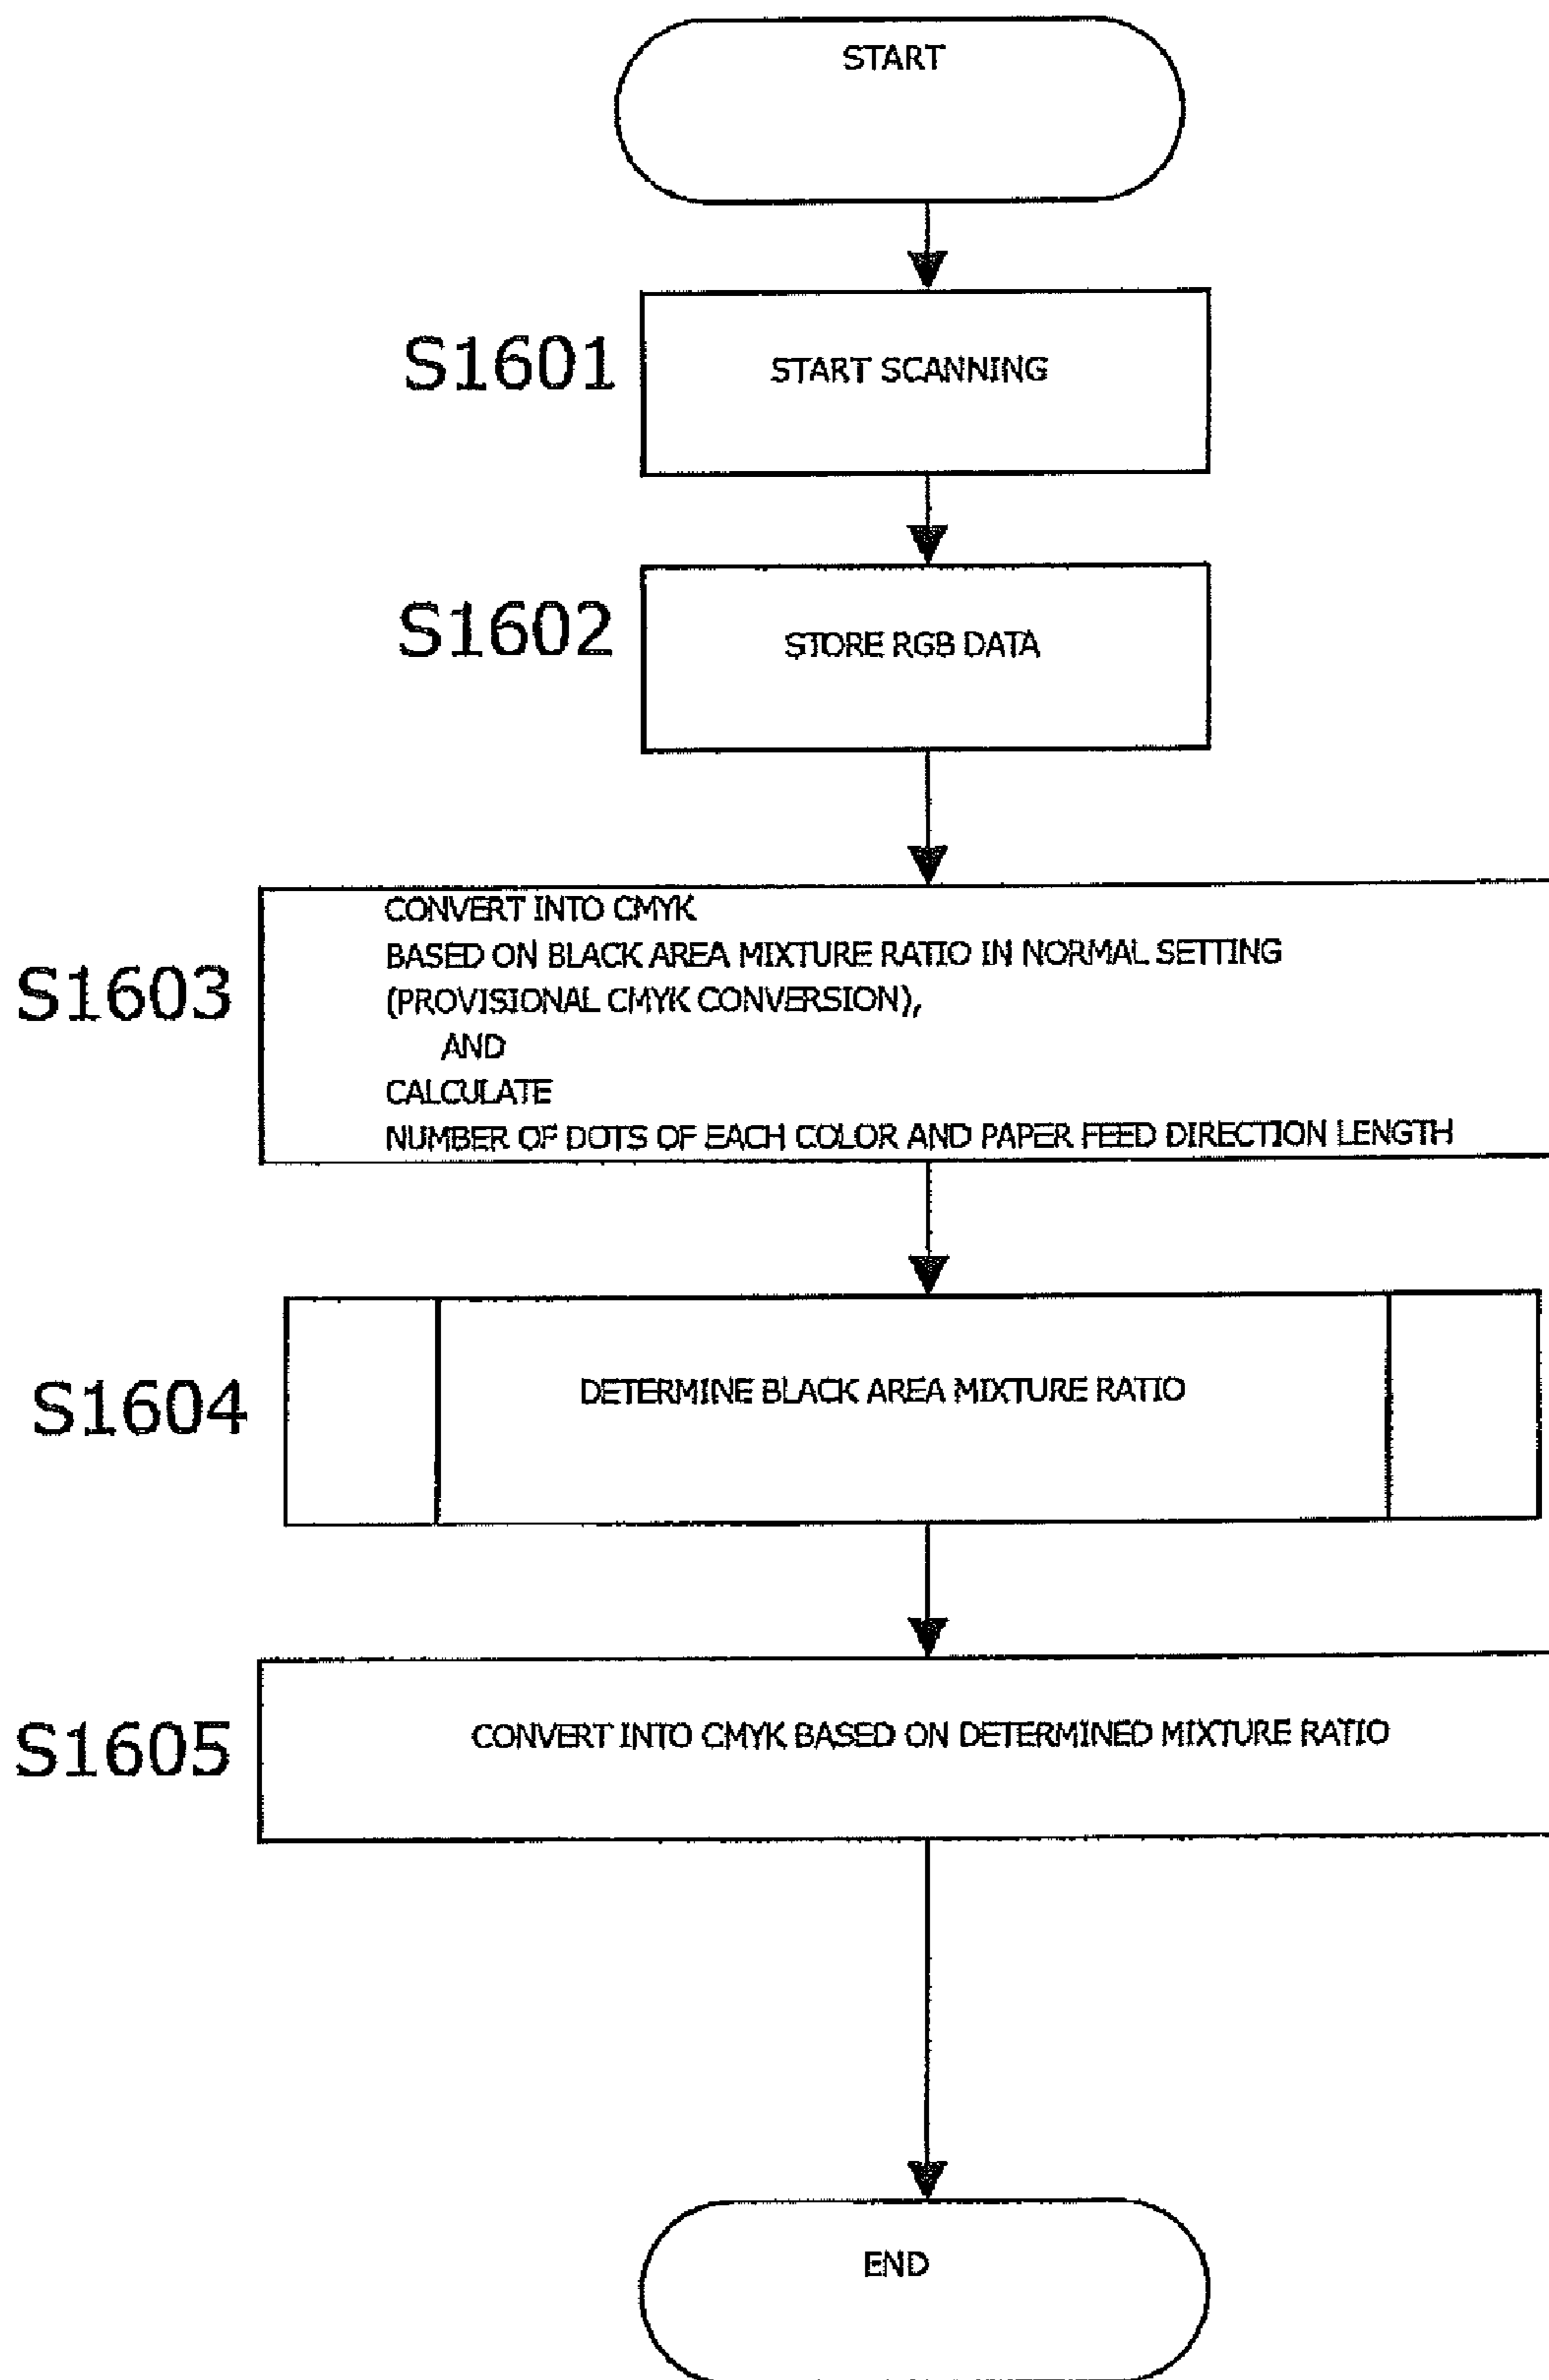 START
S1601
START SCANNING
S1602
STORE RGB DATA
S1603
CONVERT INTO CMYK
BASED ON BLACK AREA MIXTURE RATIO IN NORMAL SETTING
(PROVISIONAL CMYK CONVERSION),
AND
CALCULATE
NUMBER OF DOTS OF EACH COLOR AND PAPER FEED DIRECTION LENGTH
S1604
DETERMINE BLACK AREA MIXTURE RATIO
S1605
CONVERT INTO CMYK BASED ON DETERMINED MIXTURE RATIO
END